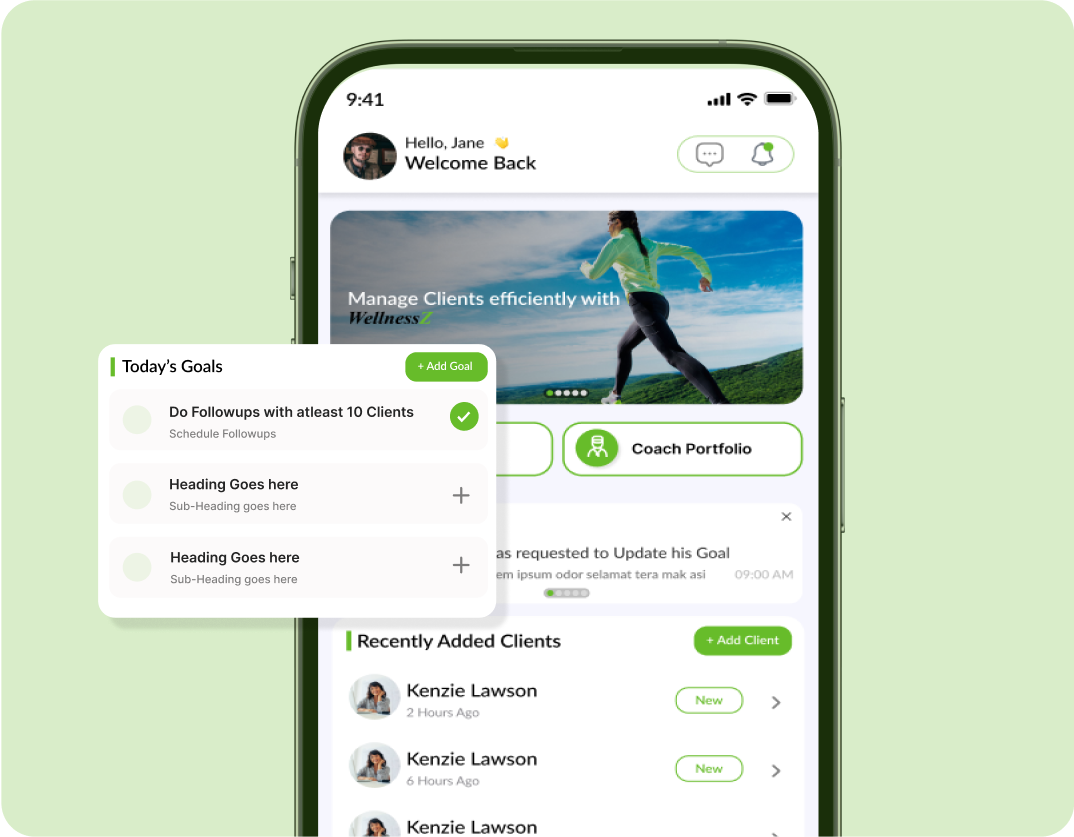 9:41
Hello, Jane 👋
Welcome Back
Manage Clients efficiently with
WellnessZ
Today's Goals
+ Add Goal
Do Followups with atleast 10 Clients
Schedule Followups
Heading Goes here
Sub-Heading goes here
Heading Goes here
Sub-Heading goes here
Coach Portfolio
as requested to Update his Goal
em ipsum odor selamat tera mak asi
09:00 AM
Recently Added Clients
+ Add Client
Kenzie Lawson
New
2 Hours Ago
Kenzie Lawson
New
6 Hours Ago
Kenzie Lawson